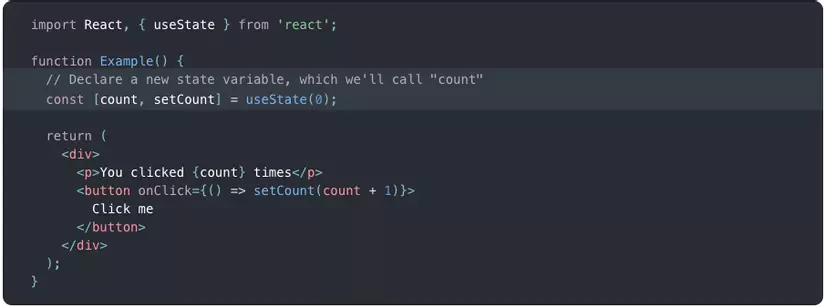 import React, { useState } from 'react';

function Example() {
  // Declare a new state variable, which we'll call "count"
  const [count, setCount] = useState(0);

  return (
    <div>
      <p>You clicked {count} times</p>
      <button onClick={() => setCount(count + 1)}>
        Click me
      </button>
    </div>
  );
}